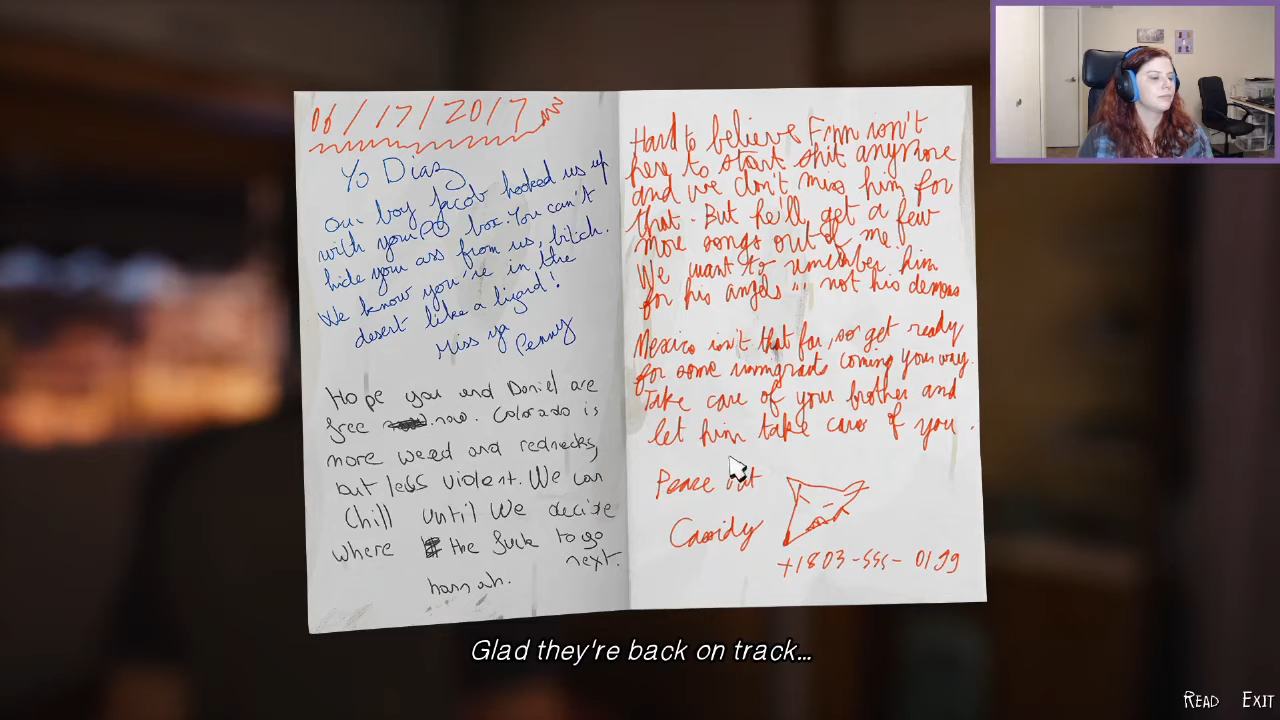 06/17/2017
Yo Diaz
Our boy Jacob hooked us up
with your PO box. You can't
hide your ass from us, bitch.
We know you're in the
desert like a lizard!
Miss ya
Penny
Hope you and Daniel are
free now. Colorado is
more weed and rednecks,
but less violent. We can
Chill until we decide
where the fuck to go
next.
hannah.
Hard to believe Finn isn't
here to start shit anymore
and we don't miss him for
that. But he'll get a few
more songs out of me!
We want to remember him
for his angels... not his demons
Mexico isn't that far, so get ready
for some immigrants coming your way.
Take care of your brother and
let him take care of you.
Peace out
Cassidy
+1803-555-0199
Glad they're back on track...
READ EXIT